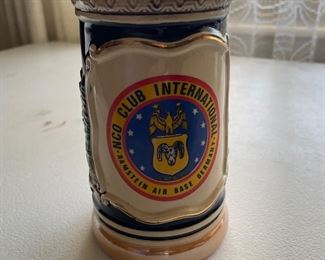 NCO CLUB INTERNATIONAL
RAMSTEIN AIR BASE GERMANY